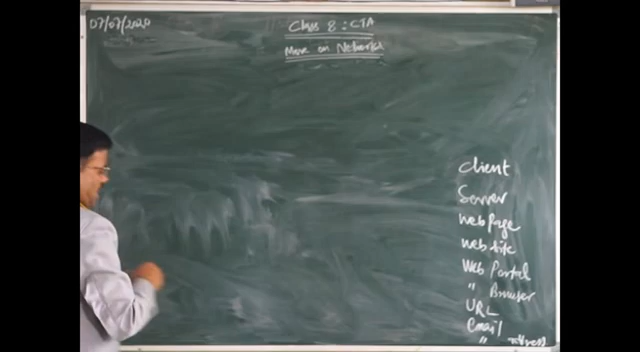 07/07/2020
Class 8 : CTA
More on Networks
Client
Server
Web Page
Web site
Web Portal
" Browser
URL
Email
" address